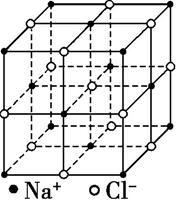 ● Na⁺ ○ Cl⁻